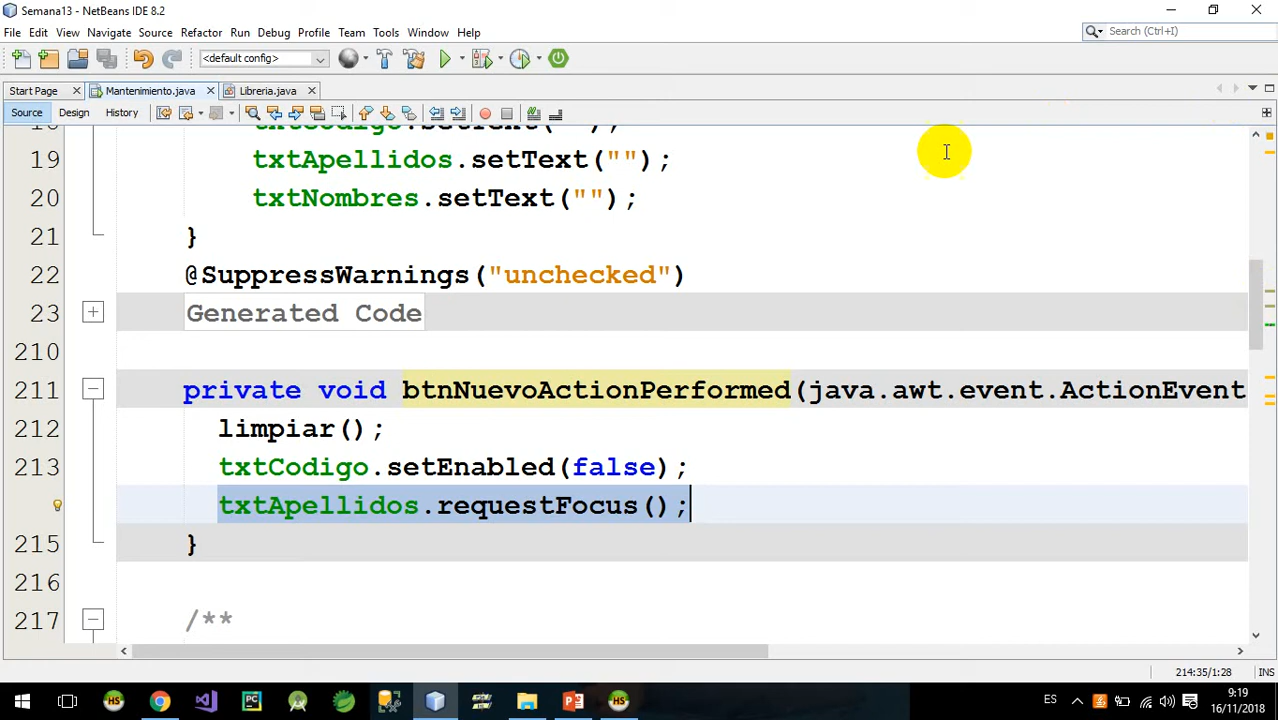 Semana13 - NetBeans IDE 8.2
File Edit View Navigate Source Refactor Run Debug Profile Team Tools Window Help
Search (Ctrl+I)
<default config>
Start Page Mantenimiento.java Libreria.java
Source Design History
txtCodigo.setText("");
19 txtApellidos.setText("");
20 txtNombres.setText("");
21 }
22 @SuppressWarnings("unchecked")
23 Generated Code
210
211 private void btnNuevoActionPerformed(java.awt.event.ActionEvent
212 limpiar();
213 txtCodigo.setEnabled(false);
txtApellidos.requestFocus();
215 }
216
217 /**
214:35/1:28 INS
ES 9:19
16/11/2018